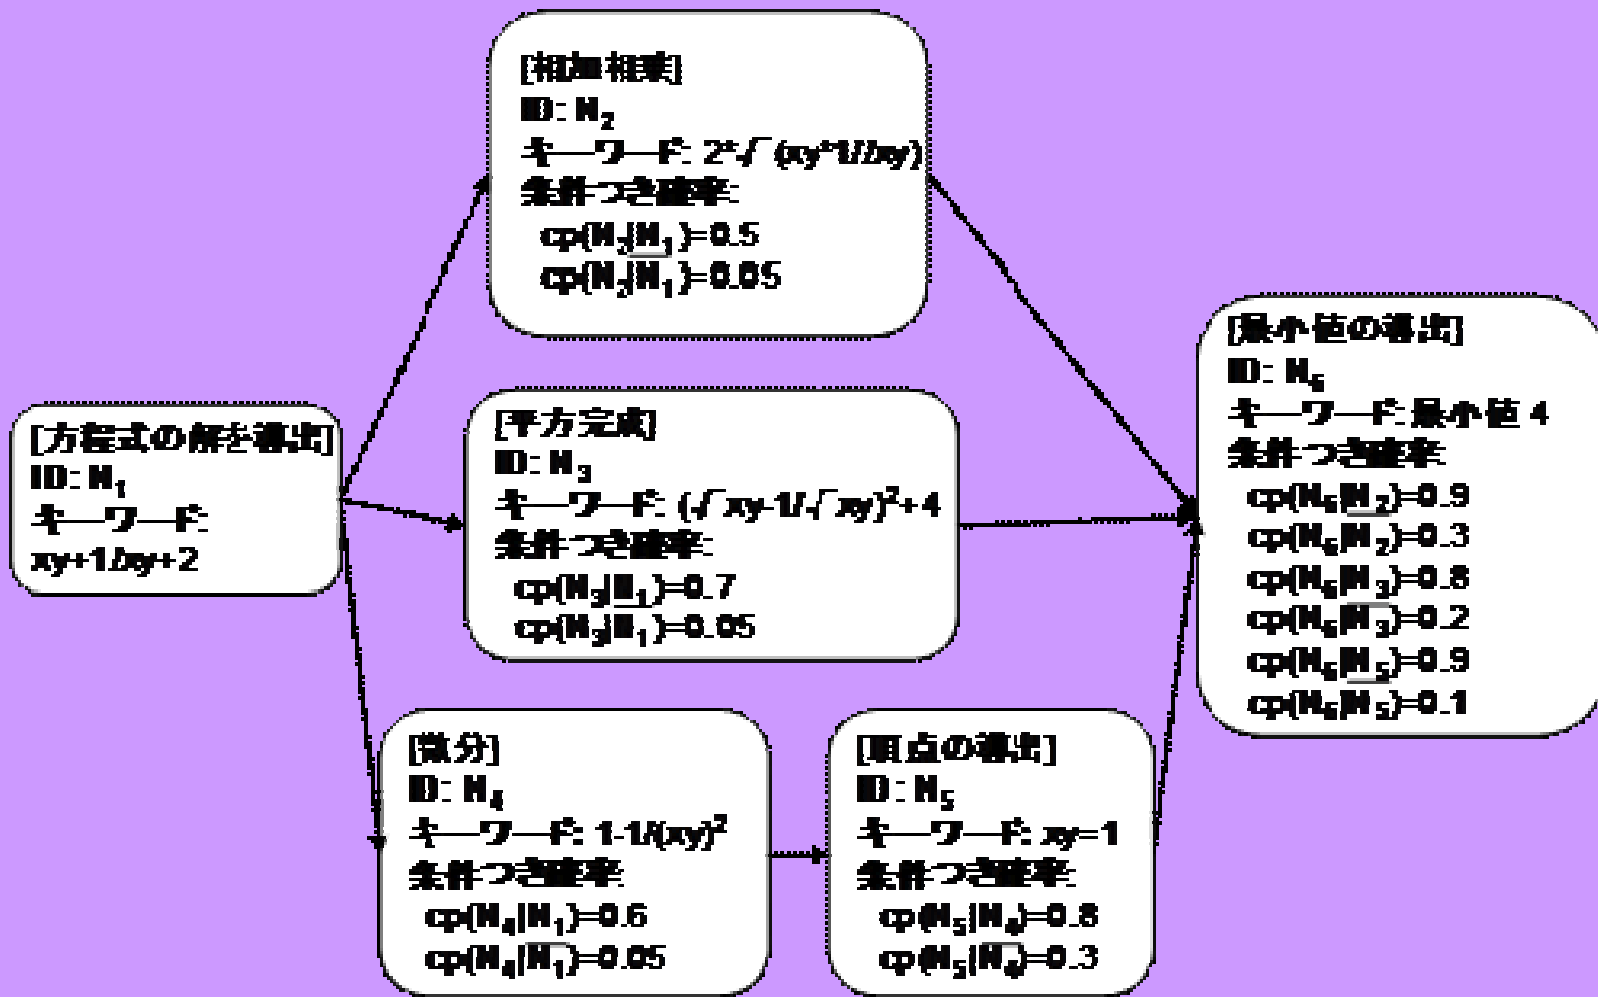 [相加相乗]
ID: N₂
キーワード: 2*√(xy*1/xy)
条件つき確率:
cp(N₂|N₁)=0.5
cp(N₂|N̅₁)=0.05
[方程式の解を導出]
ID: N₁
キーワード:
xy+1/xy+2
[平方完成]
ID: N₃
キーワード: (√xy-1/√xy)²+4
条件つき確率:
cp(N₃|N₁)=0.7
cp(N₃|N̅₁)=0.05
[微分]
ID: N₄
キーワード: 1-1/(xy)²
条件つき確率:
cp(N₄|N₁)=0.6
cp(N₄|N̅₁)=0.05
[頂点の導出]
ID: N₅
キーワード: xy=1
条件つき確率:
cp(N₅|N₄)=0.8
cp(N₅|N̅₄)=0.3
[最小値の導出]
ID: N₆
キーワード: 最小値 4
条件つき確率:
cp(N₆|N₂)=0.9
cp(N₆|N̅₂)=0.3
cp(N₆|N₃)=0.8
cp(N₆|N̅₃)=0.2
cp(N₆|N₅)=0.9
cp(N₆|N̅₅)=0.1